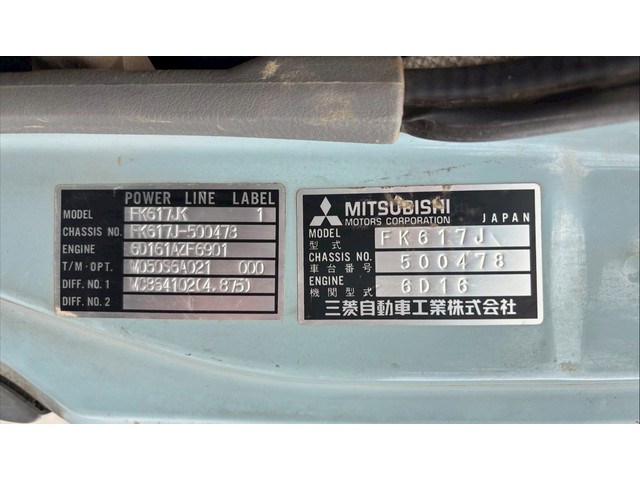 POWER LINE LABEL
MODEL FK617JK 1
CHASSIS NO. FK617J-500478
ENGINE 6D161AZF6901
T/M·OPT. M050S6A021 000
DIFF. NO. 1 MC864102(4.875)
DIFF. NO. 2
MITSUBISHI
MOTORS CORPORATION JAPAN
MODEL
型式 FK617J
CHASSIS NO.
車台番号 500478
ENGINE
機関型式 6D16
三菱自動車工業株式会社